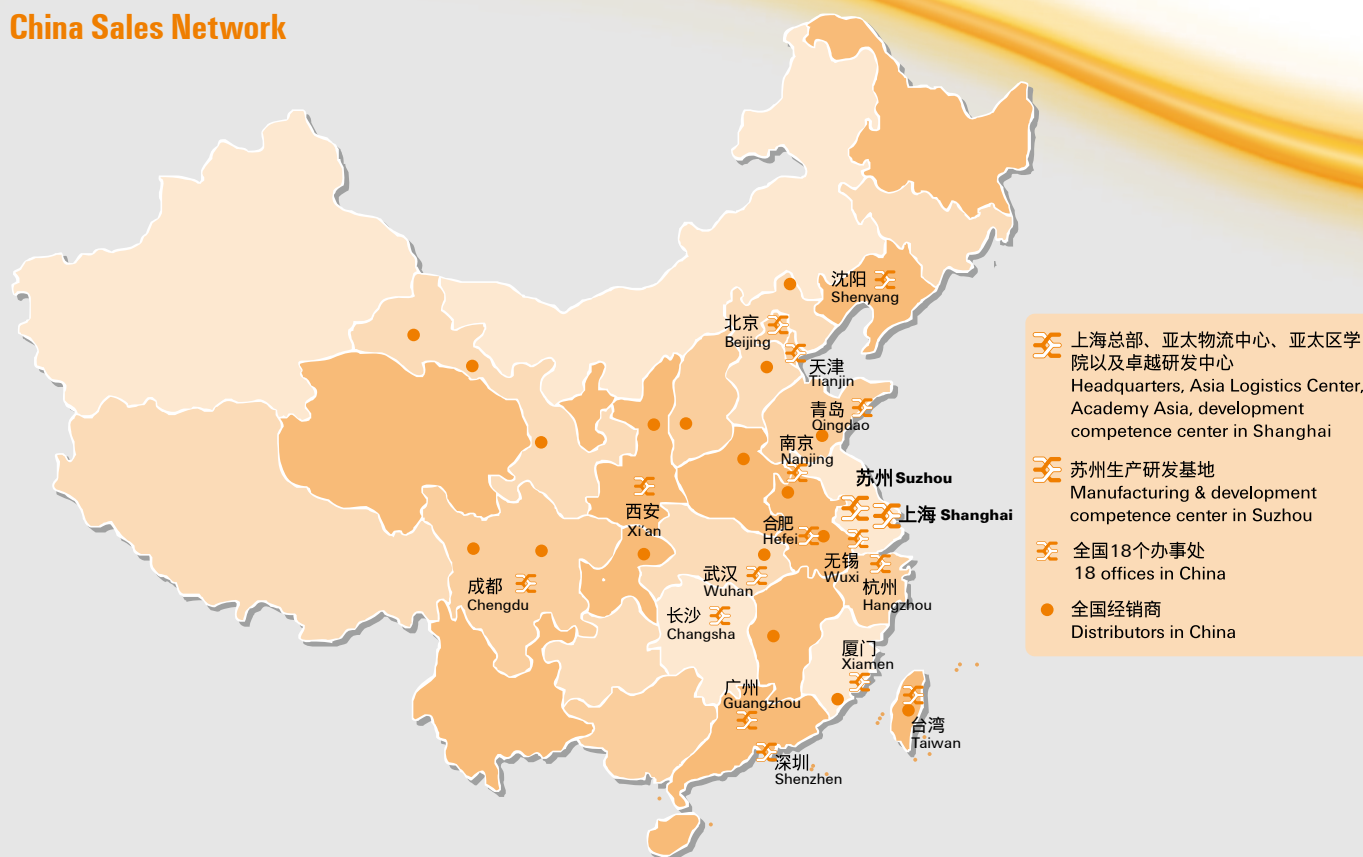 China Sales Network
沈阳
Shenyang
北京
Beijing
天津
Tianjin
青岛
Qingdao
南京
Nanjing
苏州 Suzhou
上海 Shanghai
西安
Xi'an
合肥
Hefei
无锡
Wuxi
杭州
Hangzhou
成都
Chengdu
武汉
Wuhan
长沙
Changsha
厦门
Xiamen
广州
Guangzhou
台湾
Taiwan
深圳
Shenzhen
上海总部、亚太物流中心、亚太区学
院以及卓越研发中心
Headquarters, Asia Logistics Center,
Academy Asia, development
competence center in Shanghai
苏州生产研发基地
Manufacturing & development
competence center in Suzhou
全国18个办事处
18 offices in China
全国经销商
Distributors in China